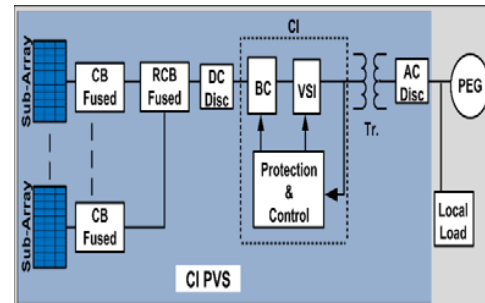 CI
Sub-Array
CB
Fused
RCB
Fused
DC
Disc
BC
VSI
Tr.
AC
Disc
PEG
Protection
&
Control
Sub-Array
CB
Fused
Local
Load
CI PVS